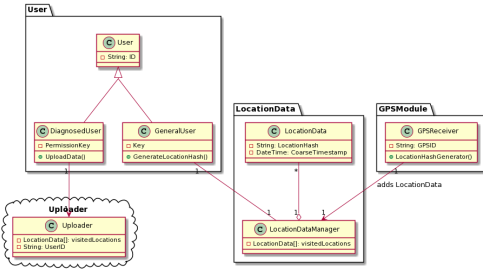 User
C User
String: ID
C DiagnosedUser
PermissionKey
UploadData()
C GeneralUser
Key
GenerateLocationHash()
LocationData
C LocationData
String: LocationHash
DateTime: CoarseTimestamp
GPSModule
C GPSReceiver
String: GPSID
LocationHashGenerator()
1
1
*
1
adds LocationData
Uploader
1
1
1
C Uploader
LocationData[]: visitedLocations
String: UserID
C LocationDataManager
LocationData[]: visitedLocations